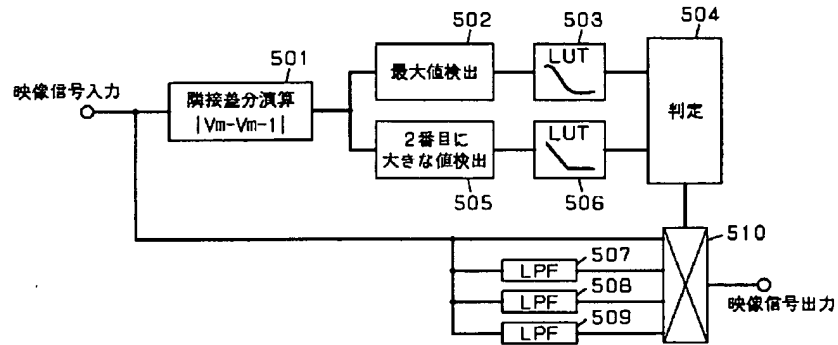 映像信号入力
501
隣接差分演算
|Vm-Vm-1|
502
最大値検出
503
LUT
504
判定
2番目に
大きな値検出
505
LUT
506
507
LPF
508
LPF
509
LPF
510
映像信号出力